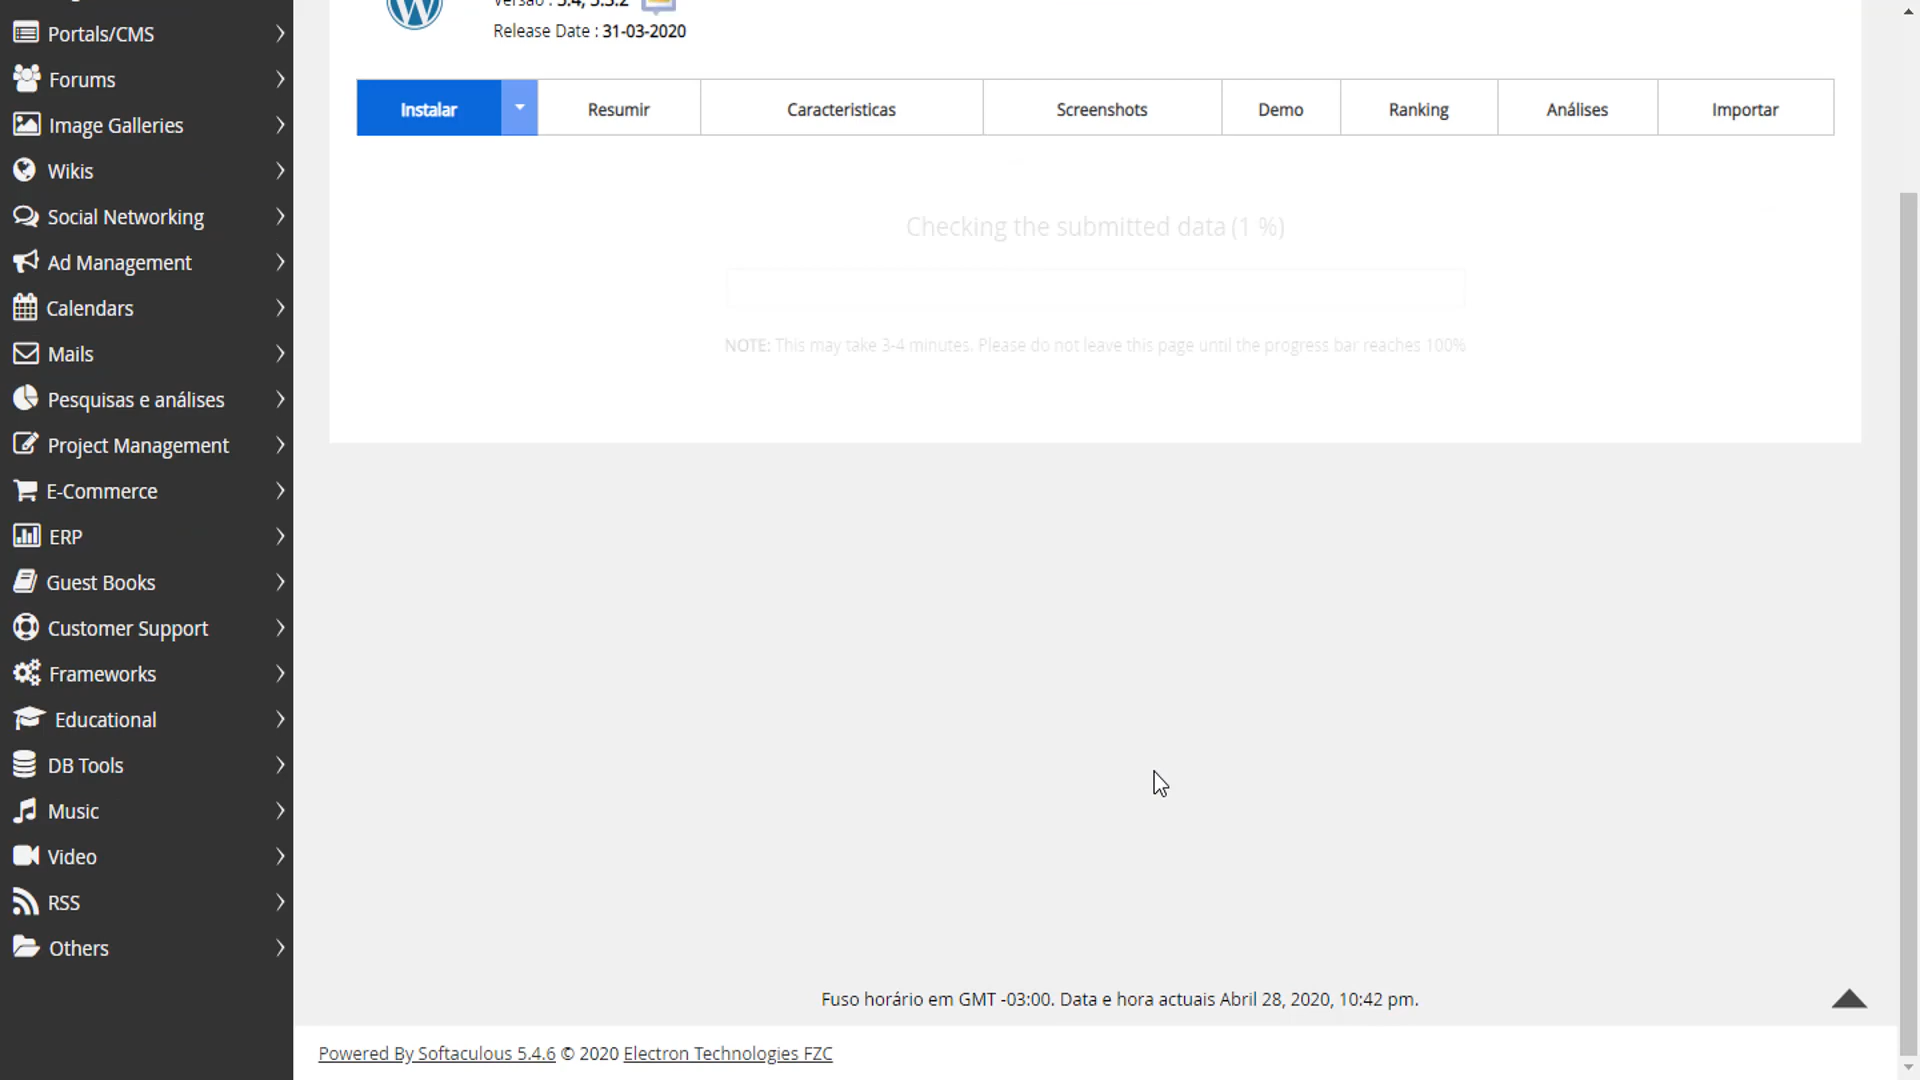 Portals/CMS
Forums
Image Galleries
Wikis
Social Networking
Ad Management
Calendars
Mails
Pesquisas e análises
Project Management
E-Commerce
ERP
Guest Books
Customer Support
Frameworks
Educational
DB Tools
Music
Video
RSS
Others
Versão : 5.4, 5.3.2
Release Date : 31-03-2020
Instalar
Resumir
Caracteristicas
Screenshots
Demo
Ranking
Análises
Importar
Checking the submitted data (1 %)
NOTE: This may take 3-4 minutes. Please do not leave this page until the progress bar reaches 100%
Fuso horário em GMT -03:00. Data e hora actuais Abril 28, 2020, 10:42 pm.
Powered By Softaculous 5.4.6 © 2020 Electron Technologies FZC